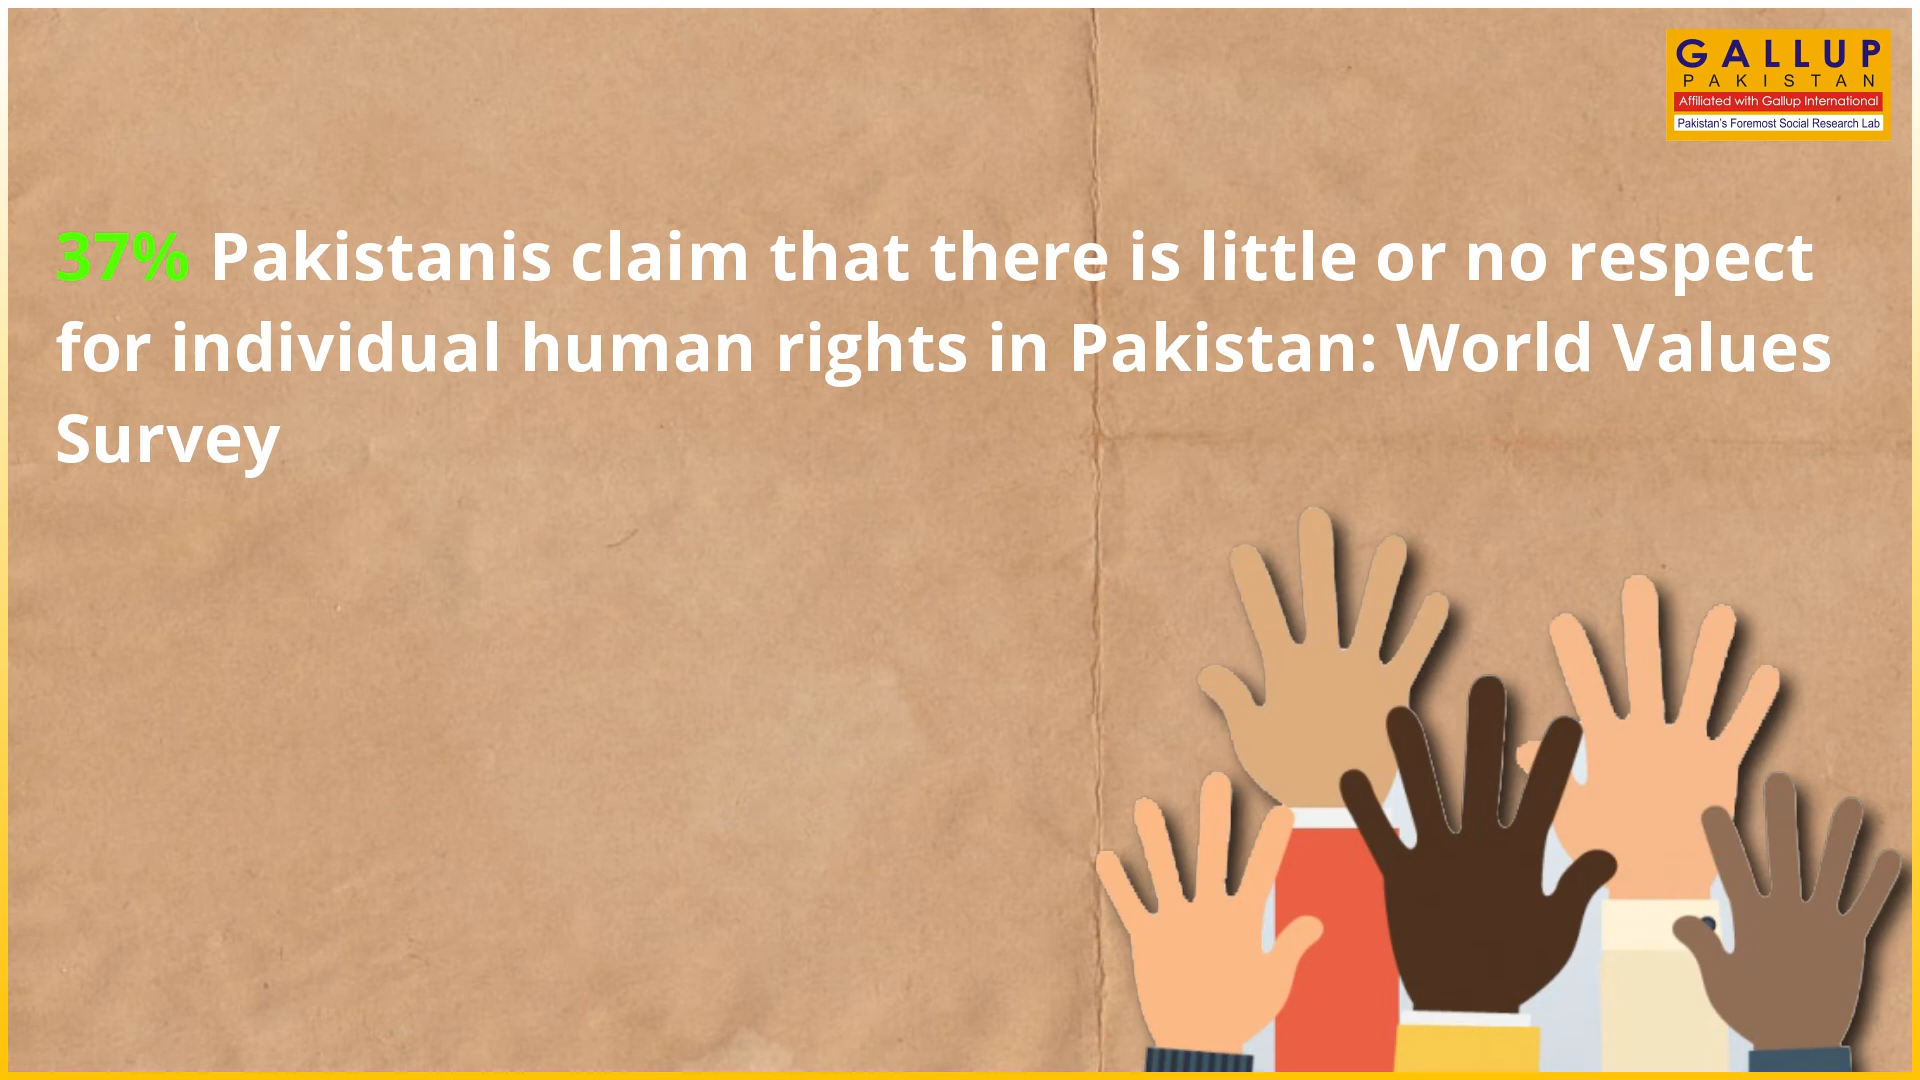 GALLUP
PAKISTAN
Affiliated with Gallup International
Pakistan's Foremost Social Research Lab
37% Pakistanis claim that there is little or no respect
for individual human rights in Pakistan: World Values
Survey